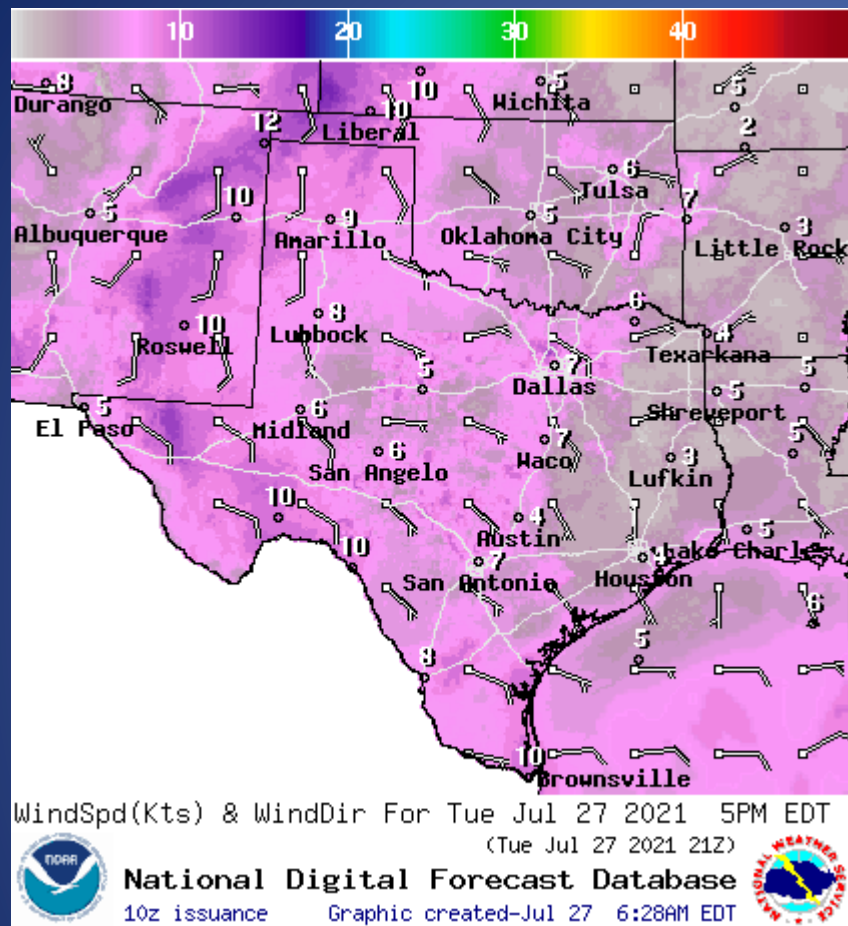 10 20 30 40
8 10 5 5
Durango Wichita
12 Liberal 10 2
6
Tulsa
5 10 9 5 7 3
Albuquerque Amarillo Oklahoma City Little Rock
10 8 6 4
Roswell Lubbock Texarkana
5 7 5
Dallas
5 6 Shreveport
El Paso Midland 6 7 3 5
San Angelo Waco Lufkin
10 4 5
Austin Lake Charles
10 7
San Antonio Houston
6
8 5
10
Brownsville
WindSpd(Kts) & WindDir For Tue Jul 27 2021 5PM EDT
(Tue Jul 27 2021 21Z)
NOAA National Digital Forecast Database NATIONAL WEATHER SERVICE
10z issuance Graphic created-Jul 27 6:28AM EDT